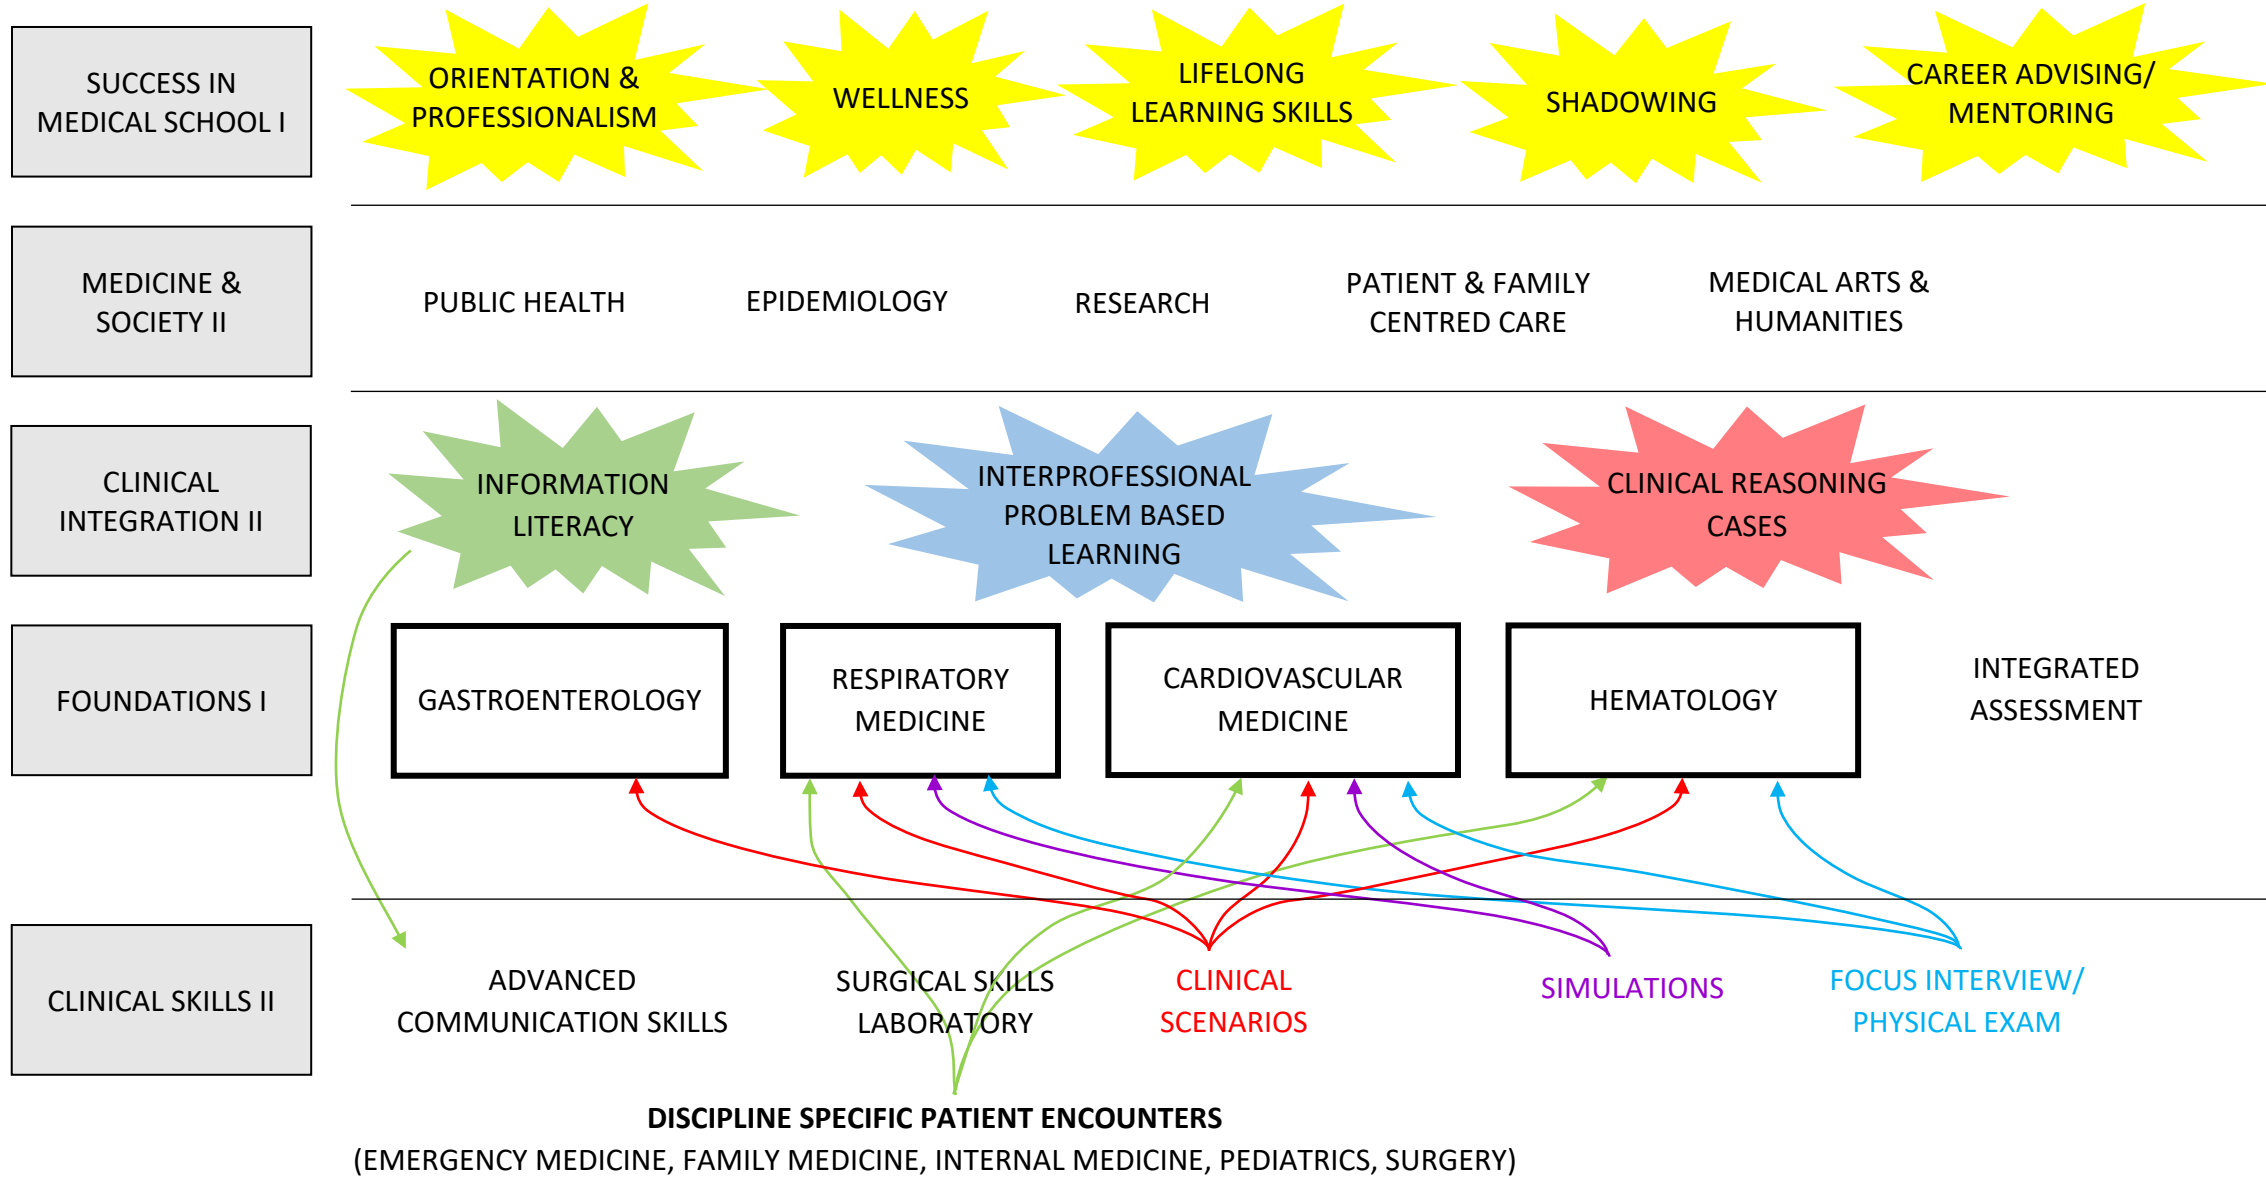 SUCCESS IN
MEDICAL SCHOOL I
ORIENTATION &
PROFESSIONALISM
WELLNESS
LIFELONG
LEARNING SKILLS
SHADOWING
CAREER ADVISING/
MENTORING
MEDICINE &
SOCIETY II
PUBLIC HEALTH
EPIDEMIOLOGY
RESEARCH
PATIENT & FAMILY
CENTRED CARE
MEDICAL ARTS &
HUMANITIES
CLINICAL
INTEGRATION II
INFORMATION
LITERACY
INTERPROFESSIONAL
PROBLEM BASED
LEARNING
CLINICAL REASONING
CASES
FOUNDATIONS I
GASTROENTEROLOGY
RESPIRATORY
MEDICINE
CARDIOVASCULAR
MEDICINE
HEMATOLOGY
INTEGRATED
ASSESSMENT
CLINICAL SKILLS II
ADVANCED
COMMUNICATION SKILLS
SURGICAL SKILLS
LABORATORY
CLINICAL
SCENARIOS
SIMULATIONS
FOCUS INTERVIEW/
PHYSICAL EXAM
DISCIPLINE SPECIFIC PATIENT ENCOUNTERS
(EMERGENCY MEDICINE, FAMILY MEDICINE, INTERNAL MEDICINE, PEDIATRICS, SURGERY)